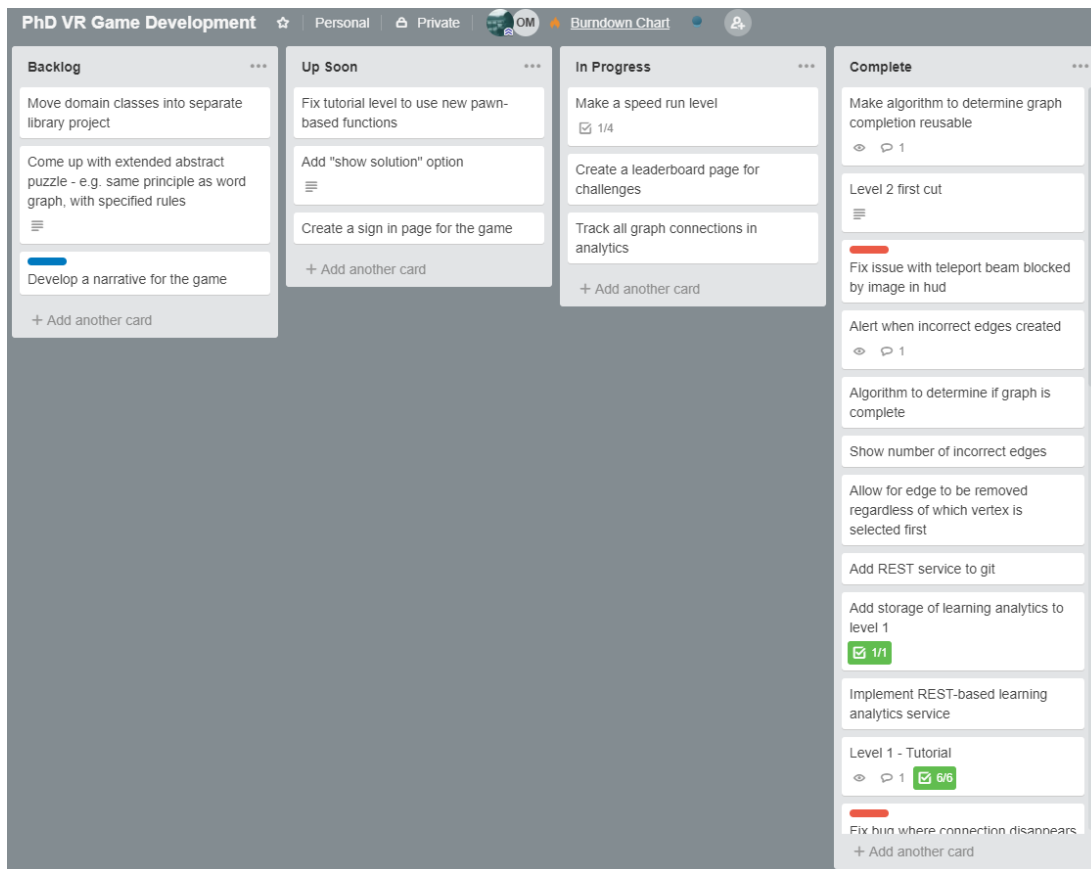 PhD VR Game Development
Personal
Private
OM
Burndown Chart
Backlog
Move domain classes into separate
library project
Come up with extended abstract
puzzle - e.g. same principle as word
graph, with specified rules
Develop a narrative for the game
+ Add another card
Up Soon
Fix tutorial level to use new pawn-
based functions
Add "show solution" option
Create a sign in page for the game
+ Add another card
In Progress
Make a speed run level
1/4
Create a leaderboard page for
challenges
Track all graph connections in
analytics
+ Add another card
Complete
Make algorithm to determine graph
completion reusable
1
Level 2 first cut
Fix issue with teleport beam blocked
by image in hud
Alert when incorrect edges created
1
Algorithm to determine if graph is
complete
Show number of incorrect edges
Allow for edge to be removed
regardless of which vertex is
selected first
Add REST service to git
Add storage of learning analytics to
level 1
1/1
Implement REST-based learning
analytics service
Level 1 - Tutorial
1 6/6
Fix bug where connection disappears
+ Add another card